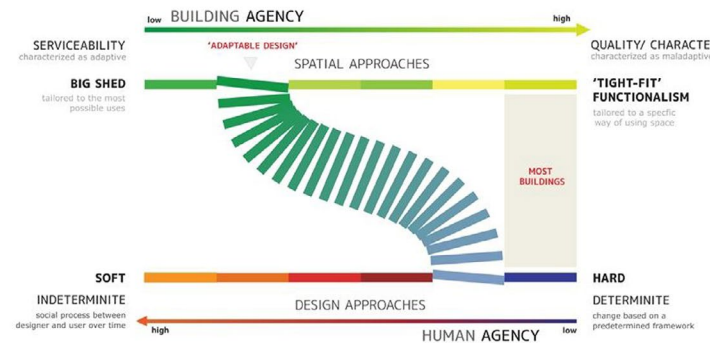 BUILDING AGENCY
low
high
SERVICEABILITY
characterized as adaptive
'ADAPTABLE DESIGN'
SPATIAL APPROACHES
QUALITY/ CHARACTE
characterized as maladaptive
BIG SHED
tailored to the most
possible uses
'TIGHT-FIT'
FUNCTIONALISM
tailored to a specfic
way of using space
MOST
BUILDINGS
SOFT
HARD
INDETERMINITE
social process between
designer and user over time
DESIGN APPROACHES
DETERMINITE
change based on a
predetermined framework
high
low
HUMAN AGENCY